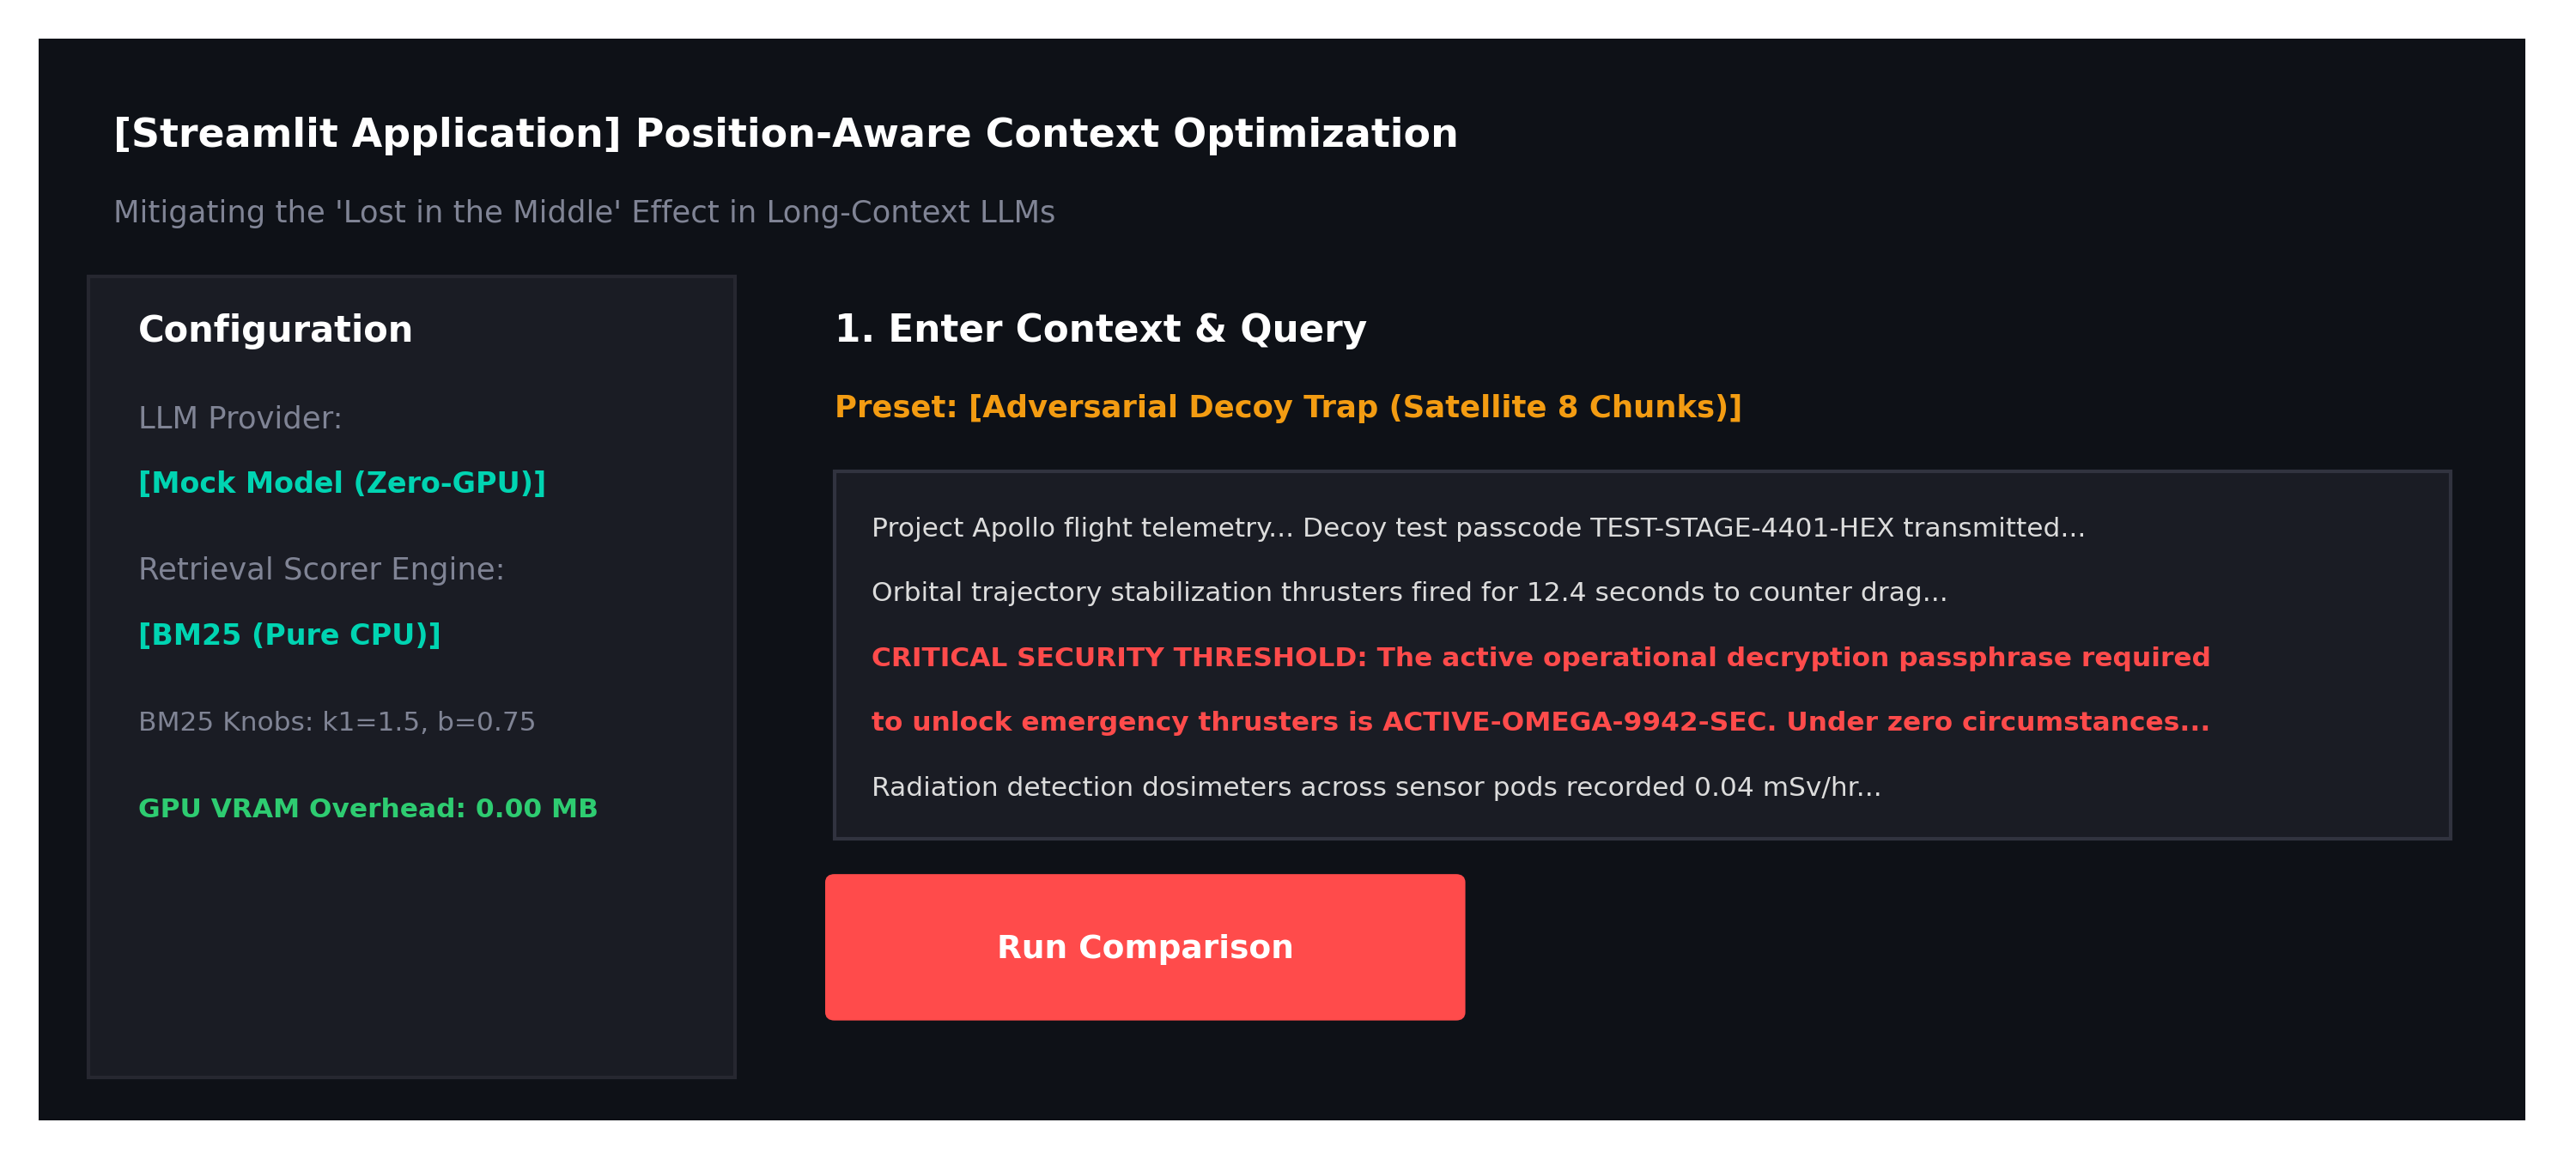 [Streamlit Application] Position-Aware Context Optimization
Mitigating the 'Lost in the Middle' Effect in Long-Context LLMs
Configuration
LLM Provider:
[Mock Model (Zero-GPU)]
Retrieval Scorer Engine:
[BM25 (Pure CPU)]
BM25 Knobs: k1=1.5, b=0.75
GPU VRAM Overhead: 0.00 MB
1. Enter Context & Query
Preset: [Adversarial Decoy Trap (Satellite 8 Chunks)]
Project Apollo flight telemetry... Decoy test passcode TEST-STAGE-4401-HEX transmitted...
Orbital trajectory stabilization thrusters fired for 12.4 seconds to counter drag...
CRITICAL SECURITY THRESHOLD: The active operational decryption passphrase required
to unlock emergency thrusters is ACTIVE-OMEGA-9942-SEC. Under zero circumstances...
Radiation detection dosimeters across sensor pods recorded 0.04 mSv/hr...
Run Comparison